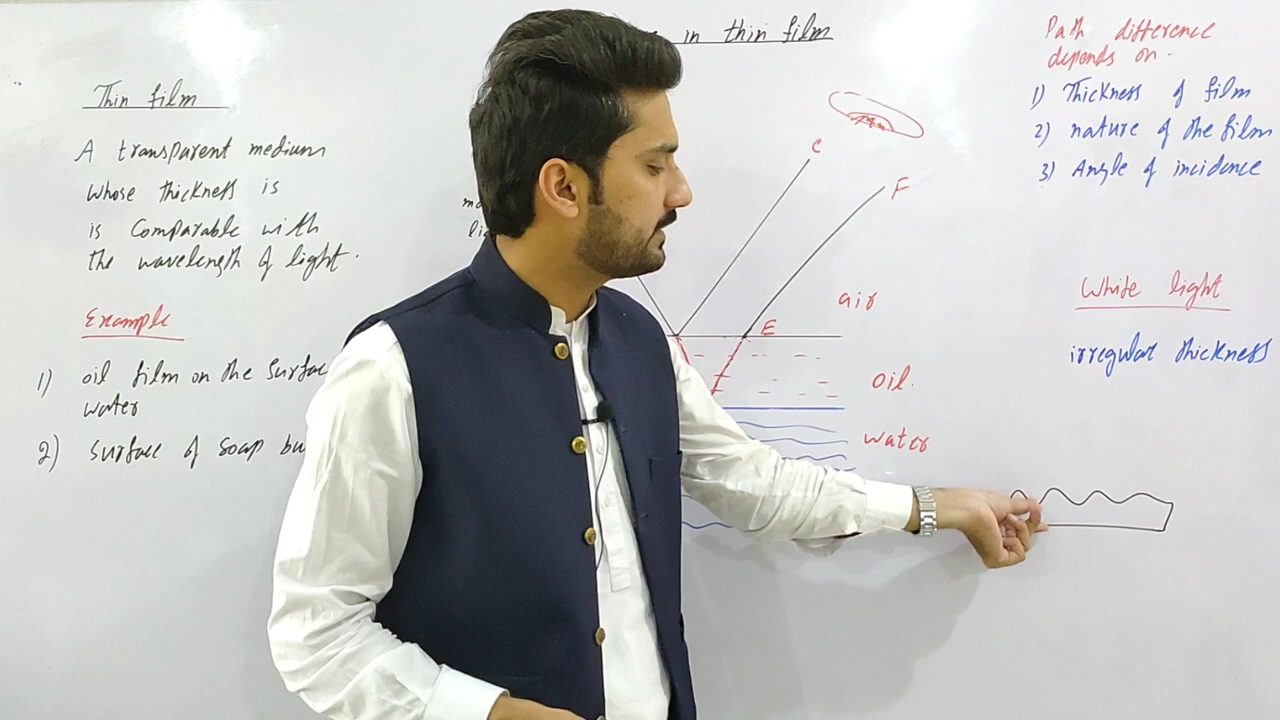 in thin film
Thin film
A transparent medium
whose thickness is
is comparable with
the wavelength of light.
Example
1) oil film on the surfac
water
2) surface of soap bu
C
F
air
E
oil.
water
Path difference
depends on.
1) Thickness of film
2) nature of the film
3) Angle of incidence
White light
irregular thickness